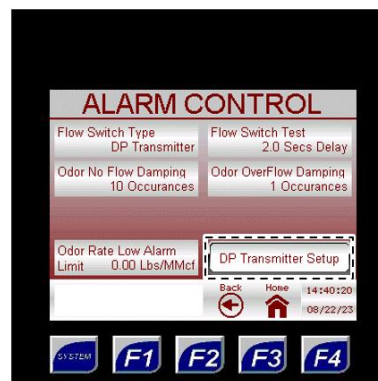 ALARM CONTROL
Flow Switch Type
DP Transmitter
Flow Switch Test
2.0 Secs Delay
Odor No Flow Damping
10 Occurances
Odor OverFlow Damping
1 Occurances
Odor Rate Low Alarm
Limit 0.00 Lbs/MMcf
DP Transmitter Setup
Back
Home
14:40:20
08/22/23
SYSTEM
F1
F2
F3
F4